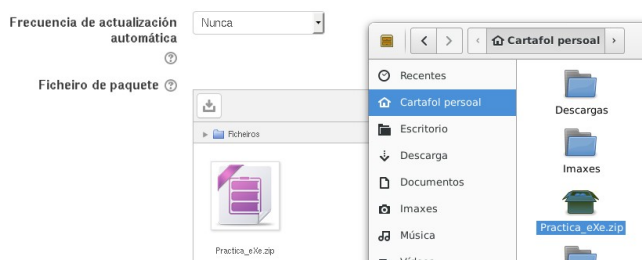 Frecuencia de actualización
automática
Nunca
Ficheiro de paquete
Ficheiros
Practica_eXe.zip
Cartafol persoal
Recentes
Cartafol persoal
Escritorio
Descarga
Documentos
Imaxes
Música
Vídeos
Descargas
Imaxes
Practica_eXe.zip